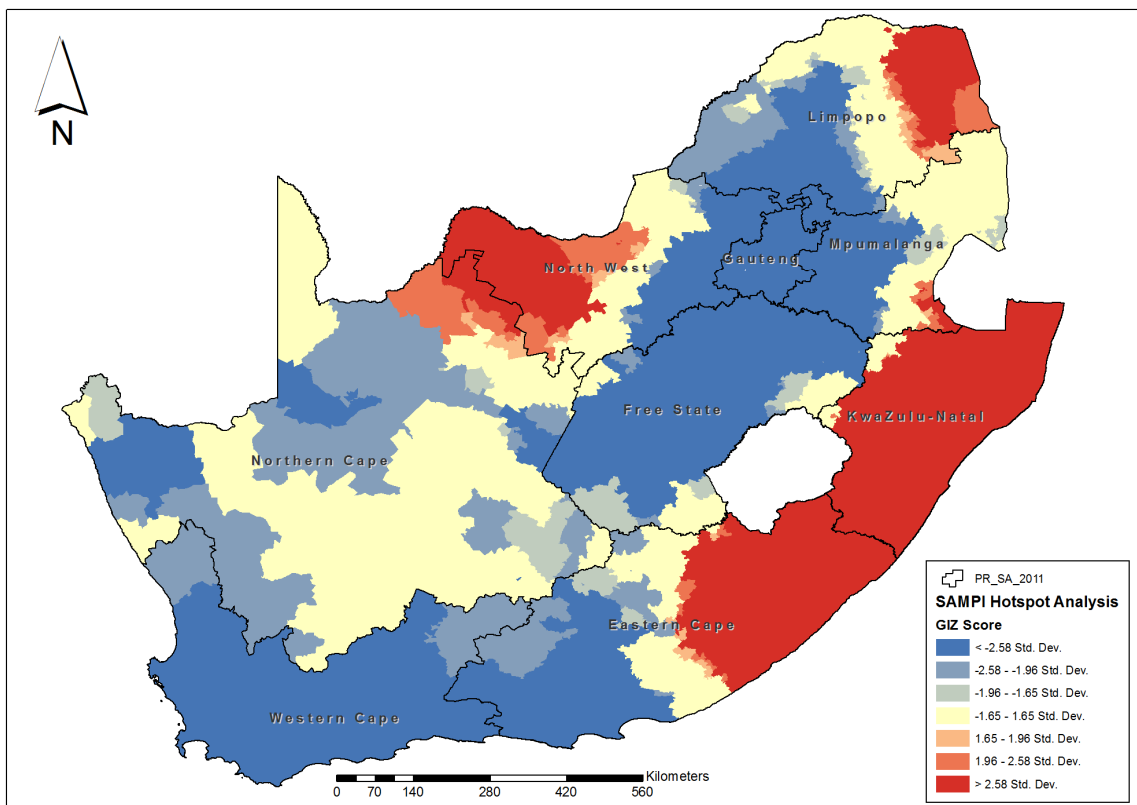 N
Limpopo
Mpumalanga
Gauteng
North West
Free State
KwaZulu-Natal
Northern Cape
Eastern Cape
Western Cape
Kilometers
0 70 140 280 420 560
PR_SA_2011
SAMPI Hotspot Analysis
GIZ Score
< -2.58 Std. Dev.
-2.58 - -1.96 Std. Dev.
-1.96 - -1.65 Std. Dev.
-1.65 - 1.65 Std. Dev.
1.65 - 1.96 Std. Dev.
1.96 - 2.58 Std. Dev.
> 2.58 Std. Dev.